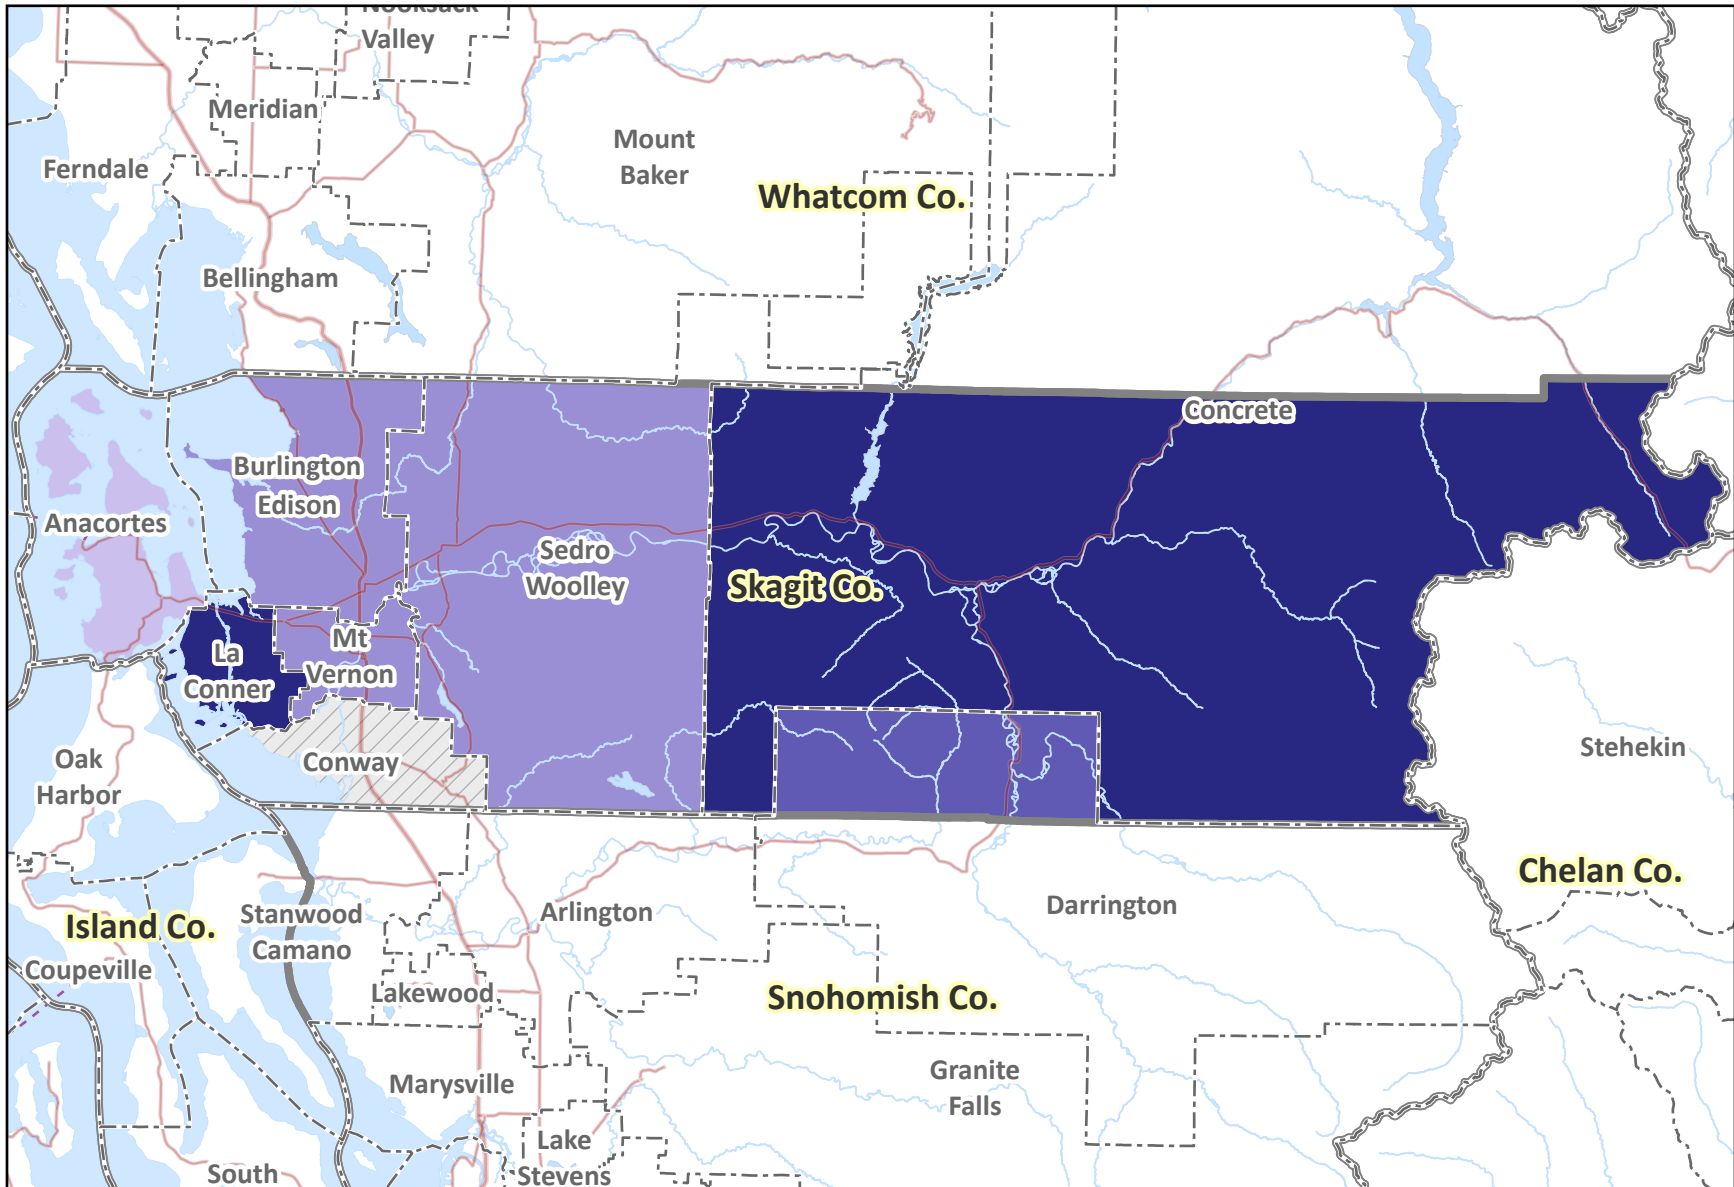 Nooksack
Valley
Meridian
Ferndale
Mount
Baker
Whatcom Co.
Bellingham
Concrete
Burlington
Edison
Anacortes
Sedro
Woolley
Skagit Co.
La
Conner
Mt
Vernon
Conway
Oak
Harbor
Stehekin
Chelan Co.
Island Co.
Stanwood
Camano
Arlington
Darrington
Coupeville
Lakewood
Snohomish Co.
Marysville
Granite
Falls
Lake
Stevens
South